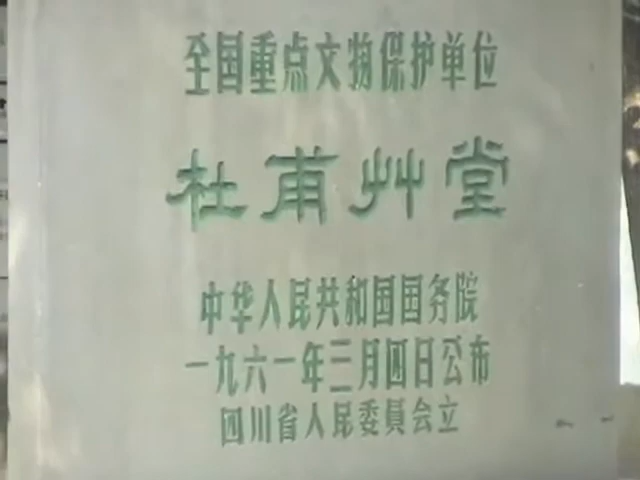 全国重点文物保护单位
杜甫艸堂
中华人民共和国国务院
一九六一年三月四日公布
四川省人民委員会立